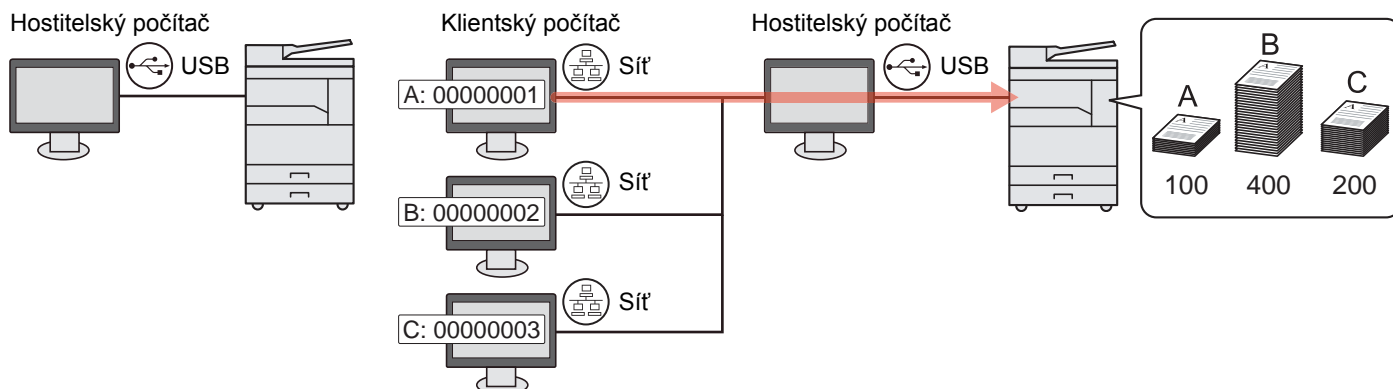 Hostitelský počítač
USB
Klientský počítač
Síť
A: 00000001
Síť
B: 00000002
Síť
C: 00000003
Hostitelský počítač
USB
A
B
C
100
400
200